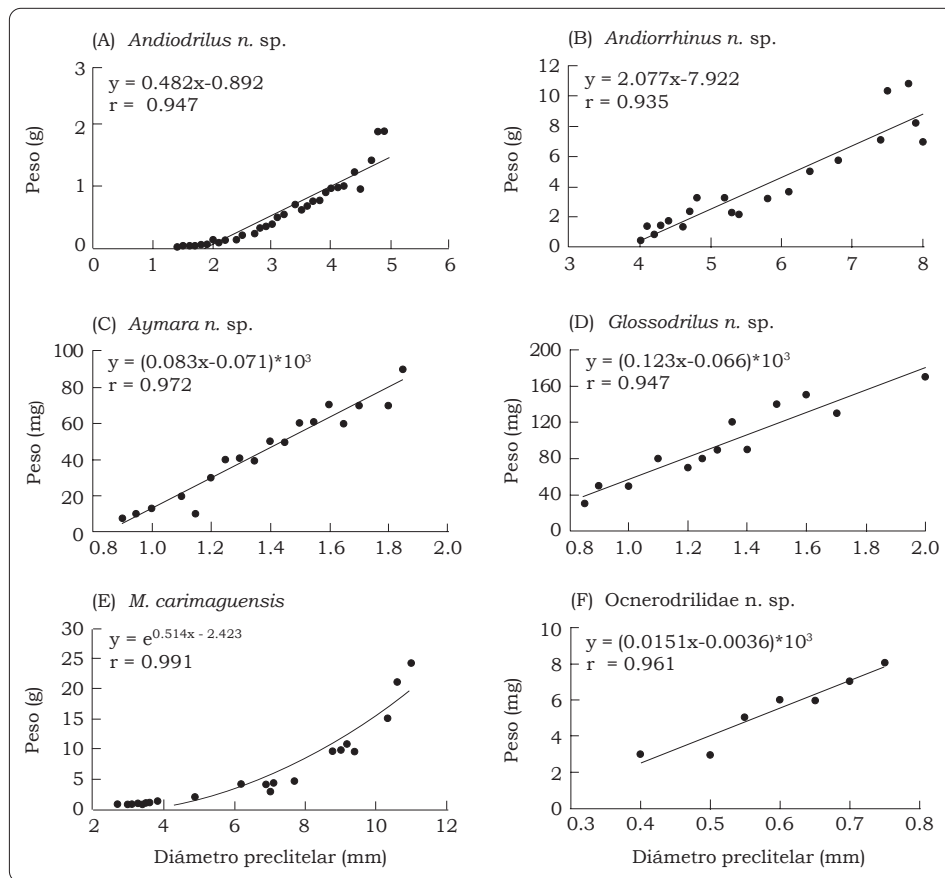 (A) Andiodrilus n. sp.
y = 0.482x-0.892
r = 0.947
Peso (g)
3
2
1
0
0 1 2 3 4 5 6
(B) Andiorrhinus n. sp.
y = 2.077x-7.922
r = 0.935
Peso (g)
12
10
8
6
4
2
0
3 4 5 6 7 8
(C) Aymara n. sp.
y = (0.083x-0.071)*10³
r = 0.972
Peso (mg)
100
80
60
40
20
0
0.8 1.0 1.2 1.4 1.6 1.8 2.0
(D) Glossodrilus n. sp.
y = (0.123x-0.066)*10³
r = 0.947
Peso (mg)
200
160
120
80
40
0
0.8 1.0 1.2 1.4 1.6 1.8 2.0
(E) M. carimaguensis
y = e^0.514x - 2.423
r = 0.991
Peso (g)
30
25
20
15
10
5
0
2 4 6 8 10 12
Diámetro preclitelar (mm)
(F) Ocnerodrilidae n. sp.
y = (0.0151x-0.0036)*10³
r = 0.961
Peso (mg)
10
8
6
4
2
0
0.3 0.4 0.5 0.6 0.7 0.8
Diámetro preclitelar (mm)